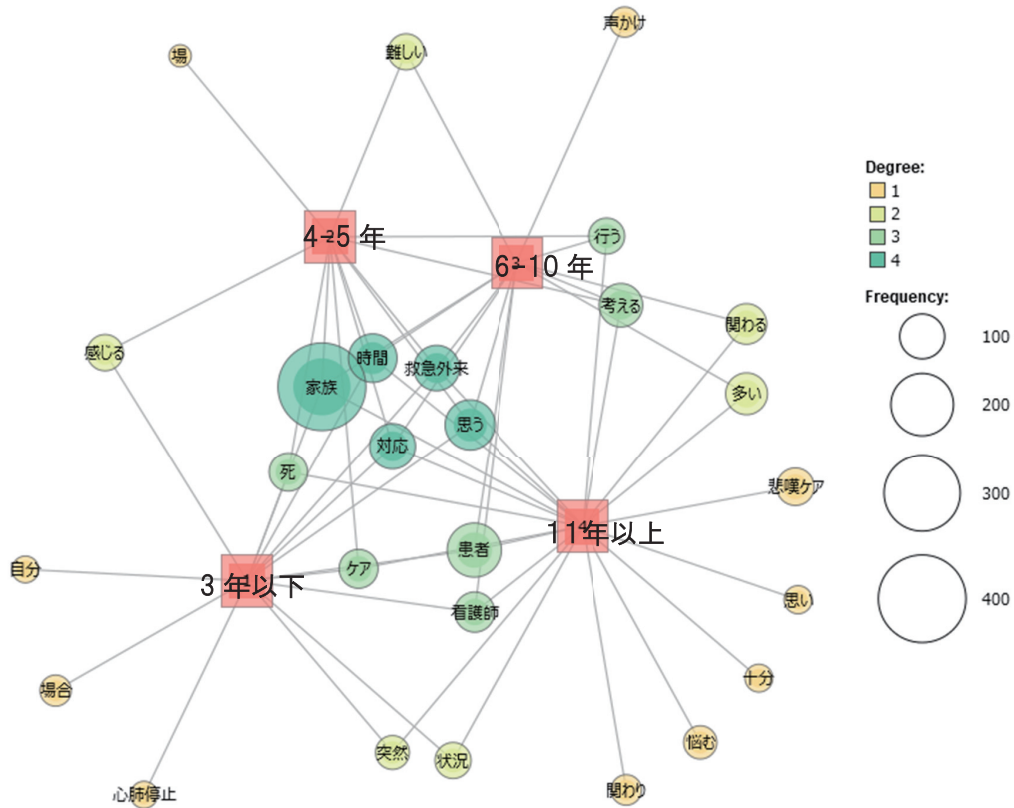 声かけ
難しい
場
4-5 年
6-10 年
行う
考える
関わる
感じる
時間
救急外来
家族
多い
思う
対応
死
悲嘆ケア
11年以上
患者
ケア
自分
3 年以下
思い
看護師
十分
場合
悩む
突然
状況
関わり
心肺停止
Degree:
1
2
3
4
Frequency:
100
200
300
400